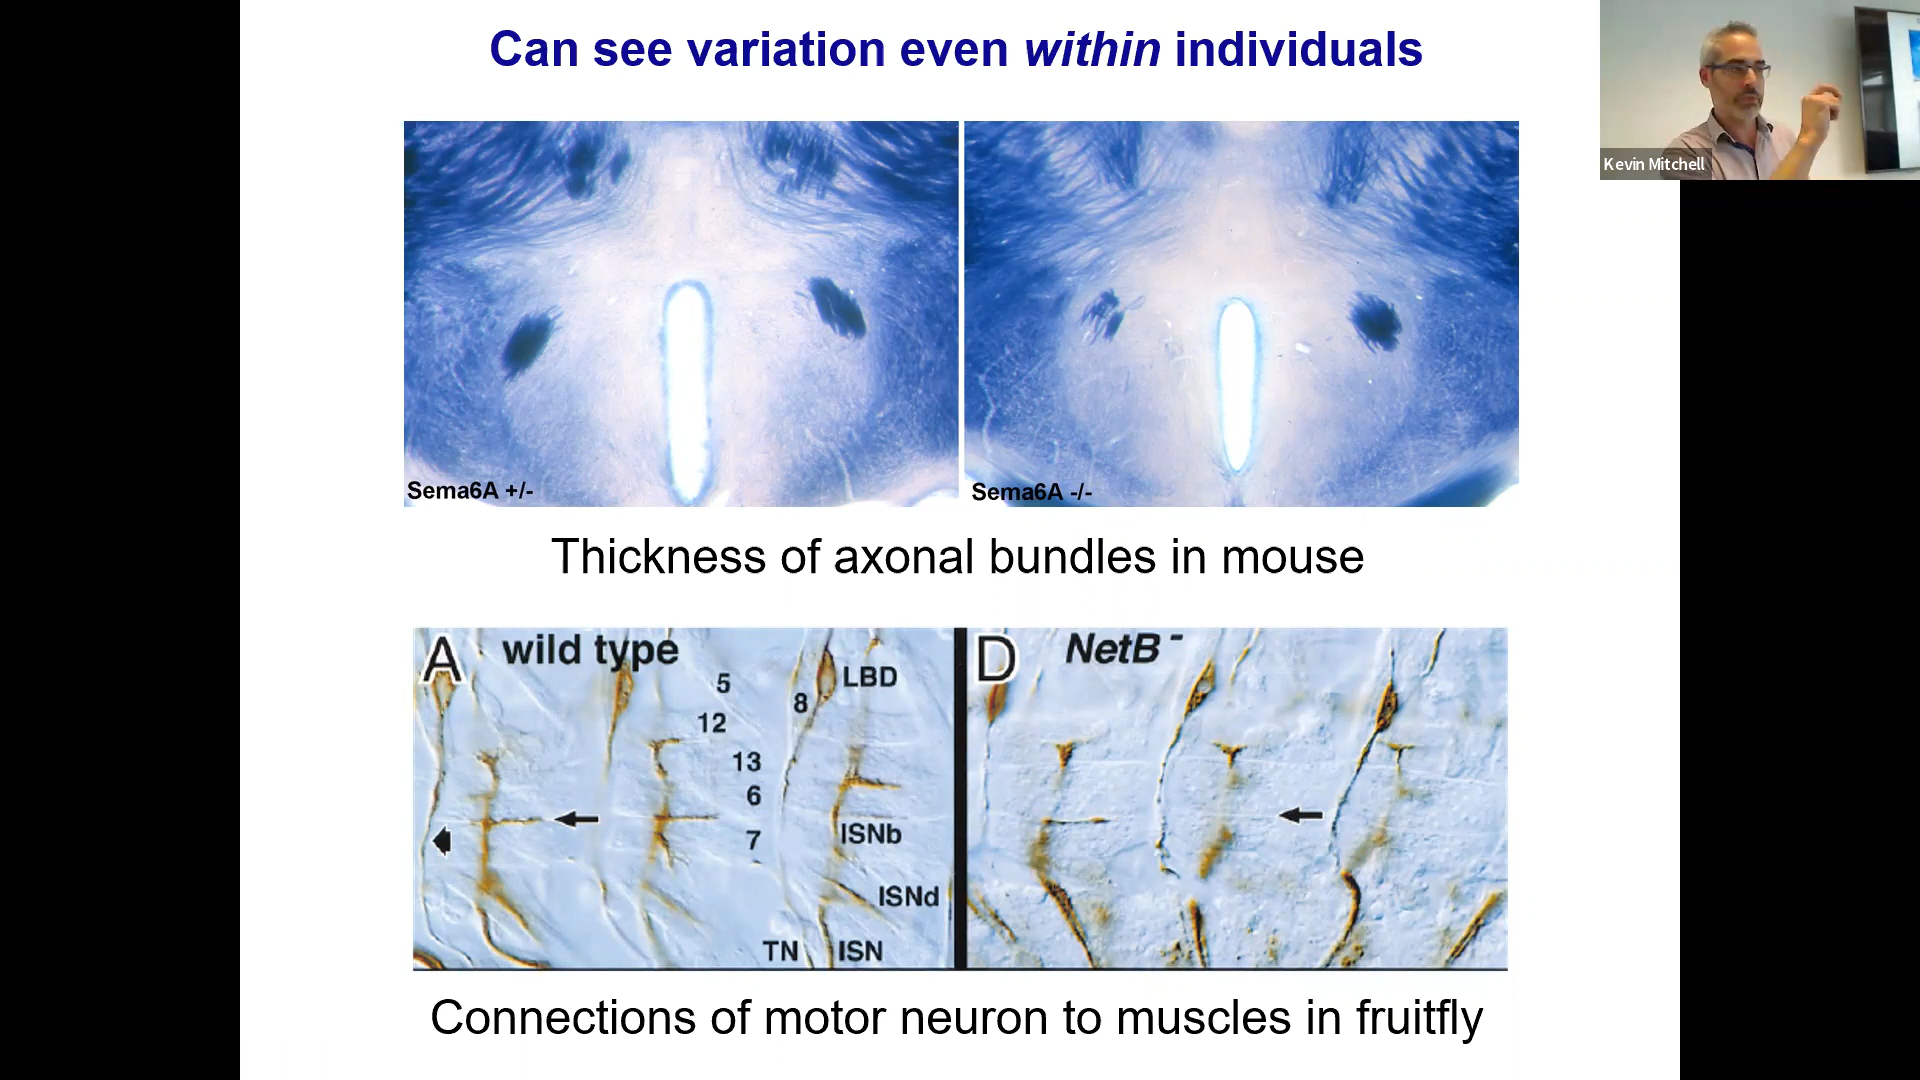 Can see variation even within individuals
Kevin Mitchell
Sema6A +/-
Sema6A -/-
Thickness of axonal bundles in mouse
A wild type
5
8
LBD
12
13
6
7
ISNb
ISNd
TN
ISN
D NetB -
Connections of motor neuron to muscles in fruitfly